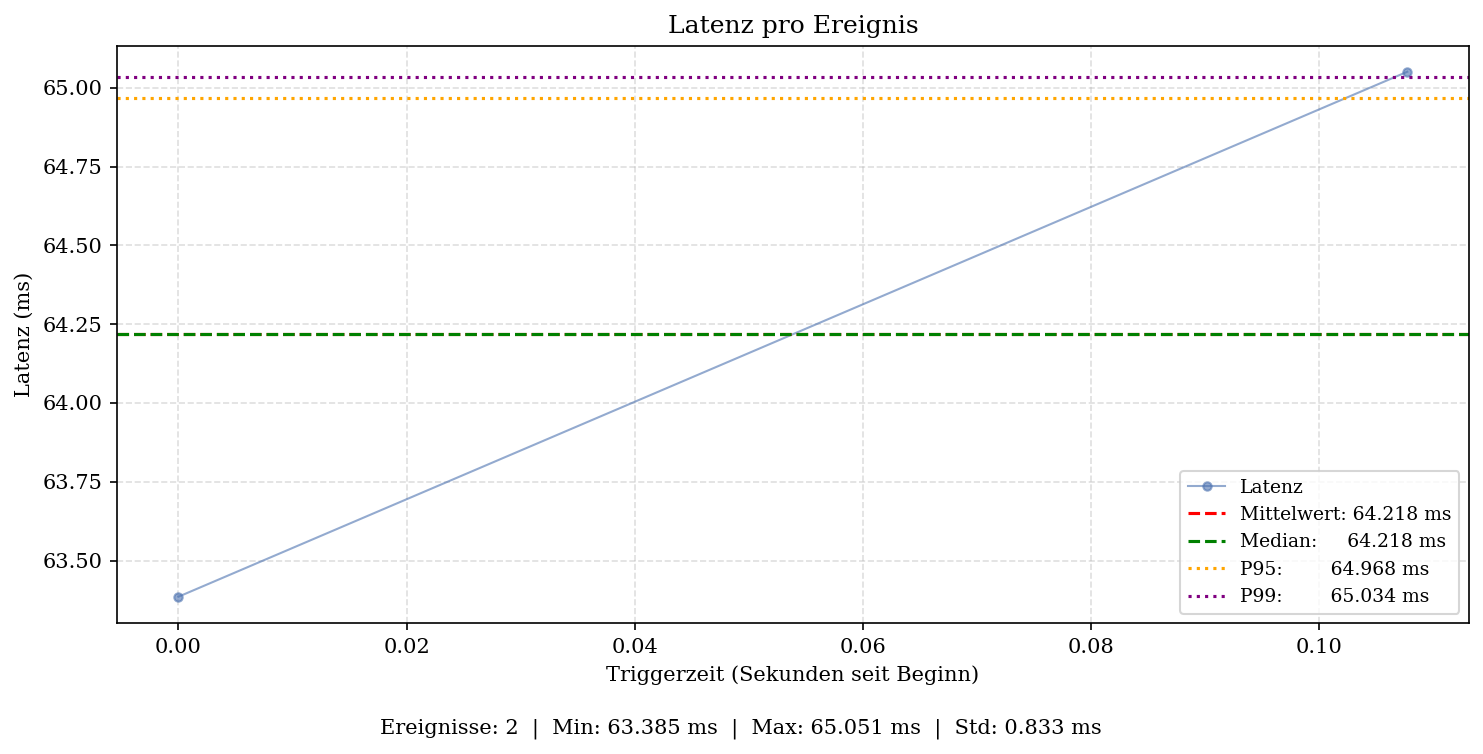 Latenz pro Ereignis
Latenz (ms)
65.00
64.75
64.50
64.25
64.00
63.75
63.50
Latenz
Mittelwert: 64.218 ms
Median: 64.218 ms
P95: 64.968 ms
P99: 65.034 ms
0.00 0.02 0.04 0.06 0.08 0.10
Triggerzeit (Sekunden seit Beginn)
Ereignisse: 2 | Min: 63.385 ms | Max: 65.051 ms | Std: 0.833 ms